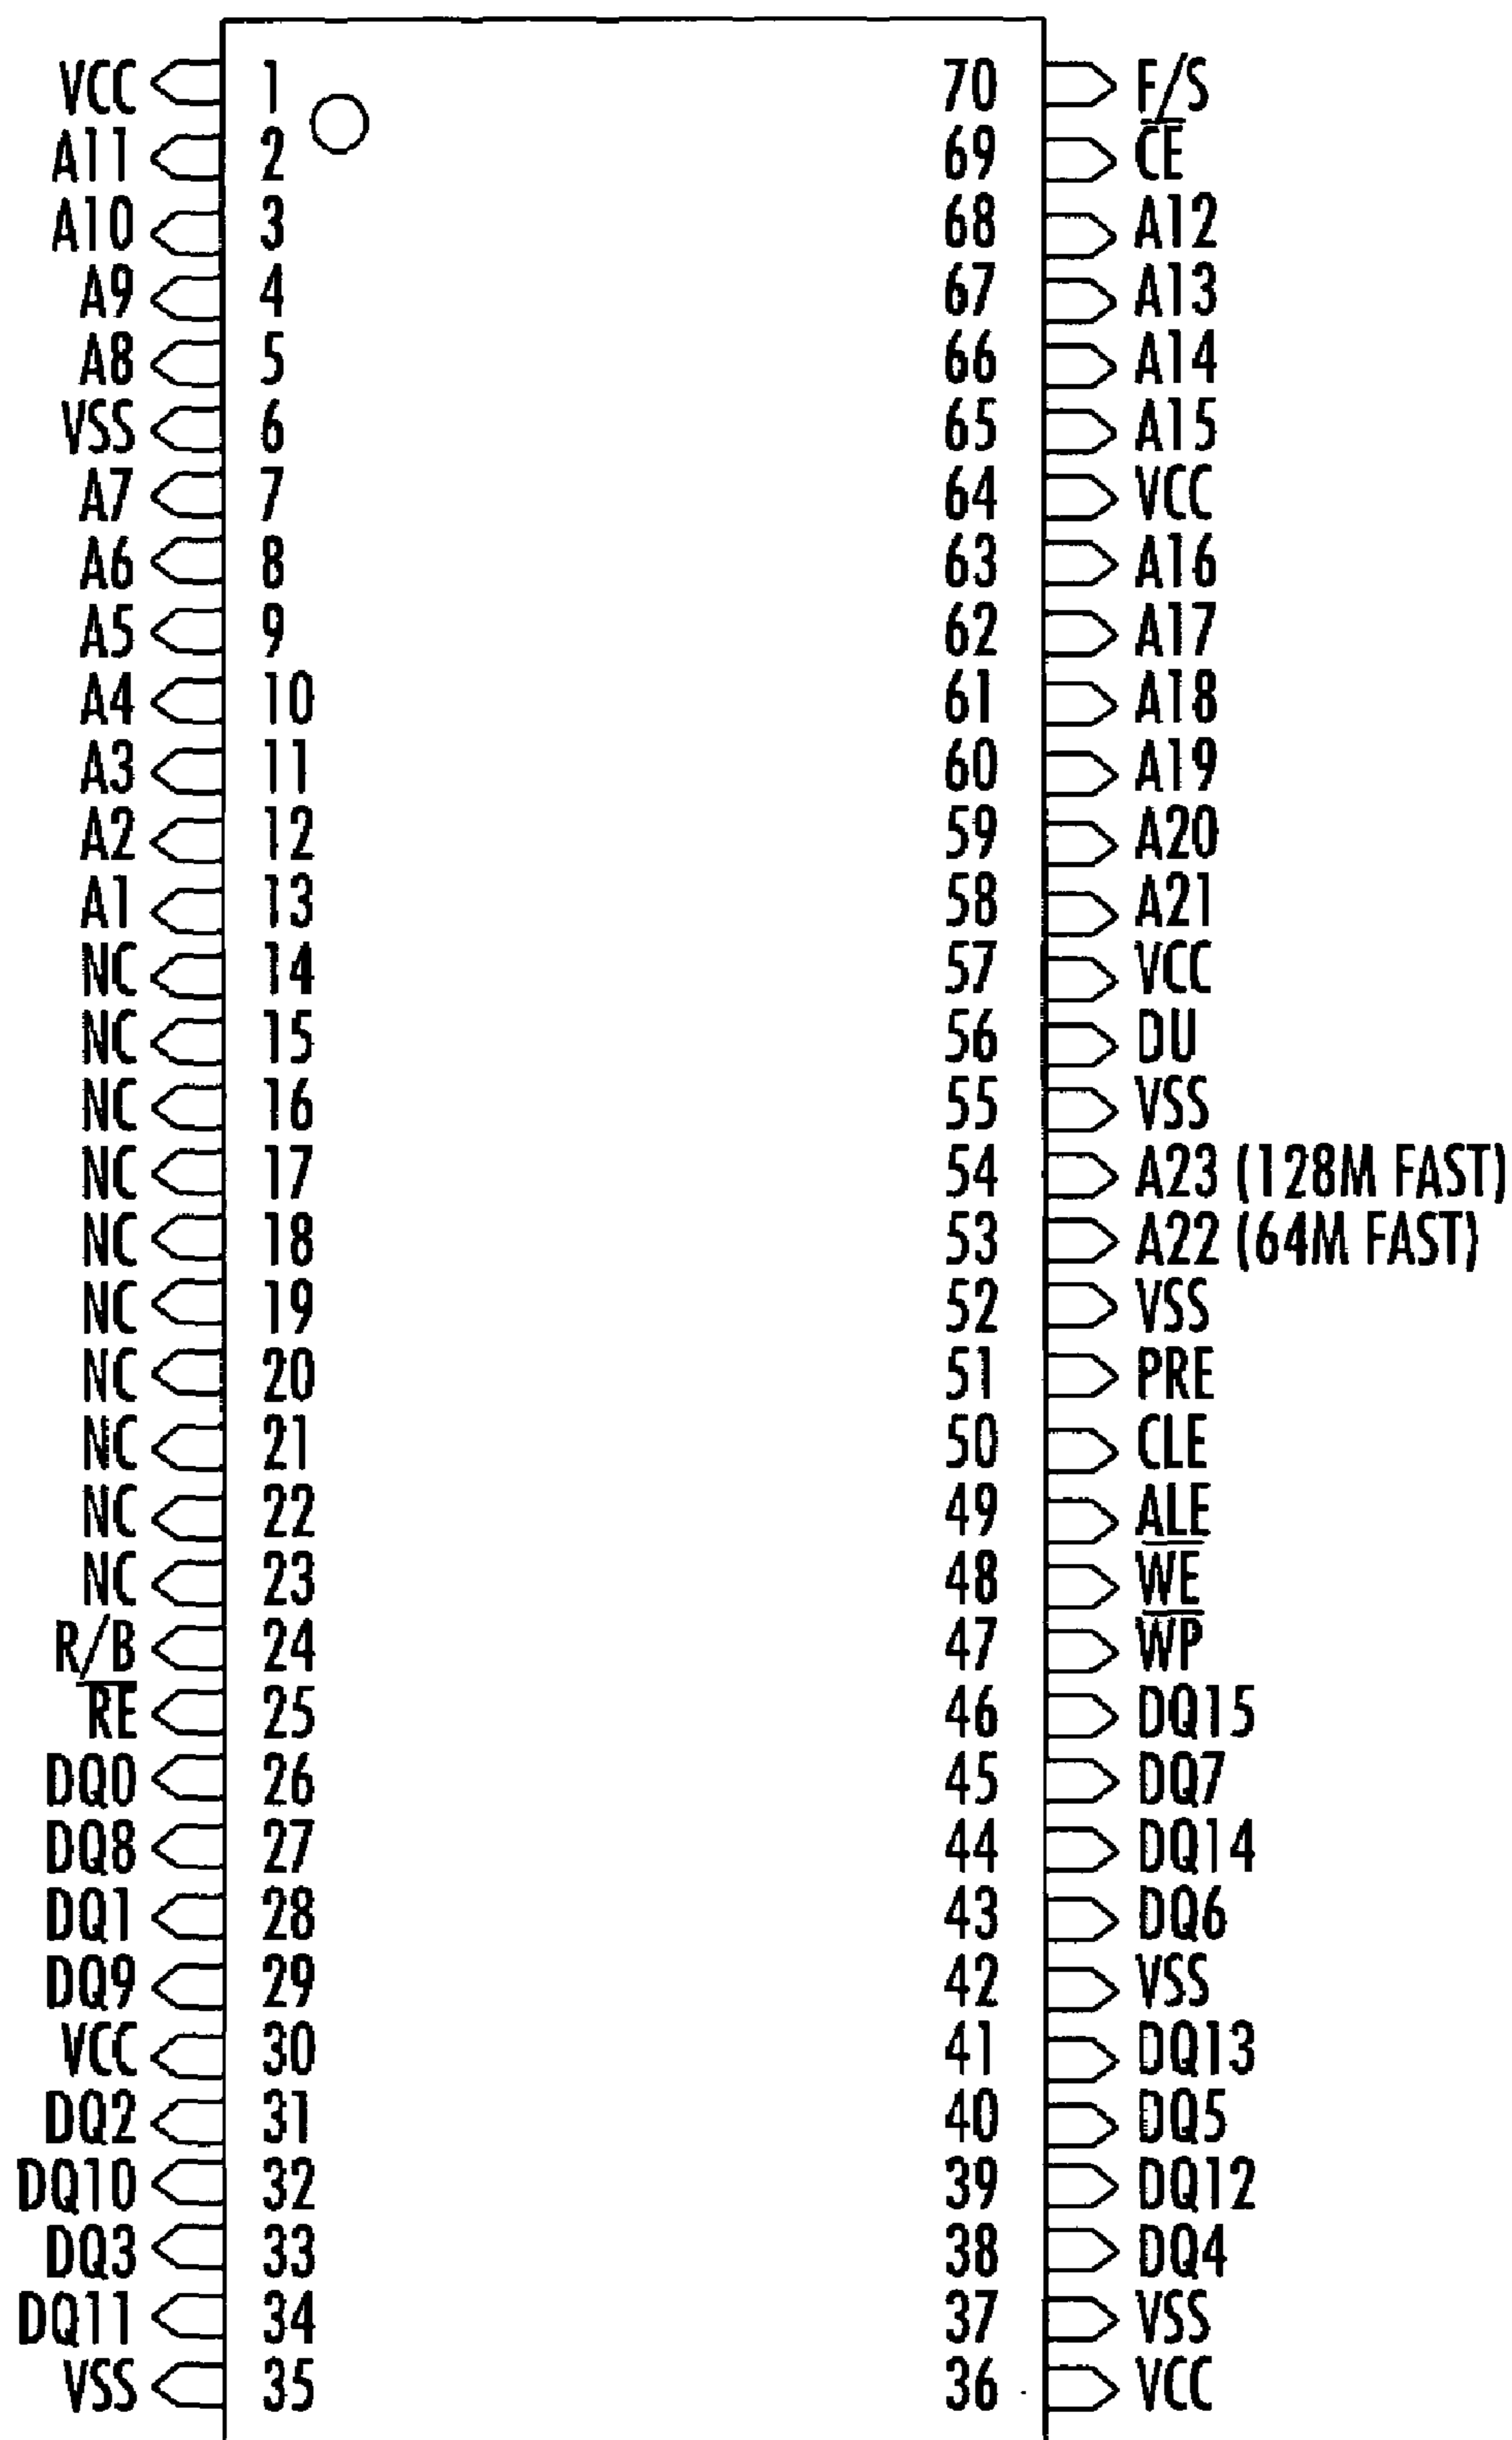 VCC 1 70 F/S
A11 2 69 C̅E̅
A10 3 68 A12
A9 4 67 A13
A8 5 66 A14
VSS 6 65 A15
A7 7 64 VCC
A6 8 63 A16
A5 9 62 A17
A4 10 61 A18
A3 11 60 A19
A2 12 59 A20
A1 13 58 A21
NC 14 57 VCC
NC 15 56 DU
NC 16 55 VSS
NC 17 54 A23 (128M FAST)
NC 18 53 A22 (64M FAST)
NC 19 52 VSS
NC 20 51 PRE
NC 21 50 CLE
NC 22 49 ALE
NC 23 48 W̅E̅
R/B 24 47 W̅P̅
R̅E̅ 25 46 DQ15
DQ0 26 45 DQ7
DQ8 27 44 DQ14
DQ1 28 43 DQ6
DQ9 29 42 VSS
VCC 30 41 DQ13
DQ2 31 40 DQ5
DQ10 32 39 DQ12
DQ3 33 38 DQ4
DQ11 34 37 VSS
VSS 35 36 VCC